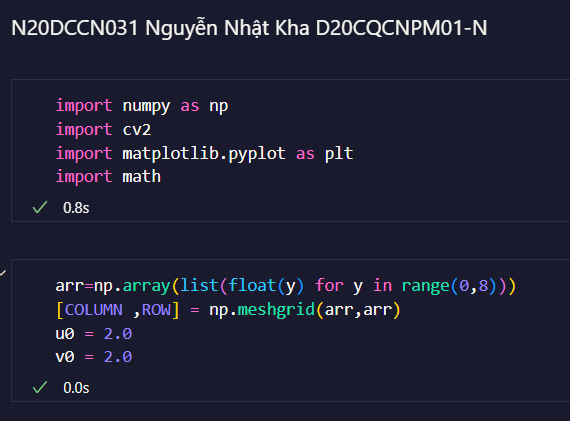 N20DCCN031 Nguyễn Nhật Kha D20CQCNPM01-N
import numpy as np
import cv2
import matplotlib.pyplot as plt
import math
0.8s
arr=np.array(list(float(y) for y in range(0,8)))
[COLUMN ,ROW] = np.meshgrid(arr,arr)
u0 = 2.0
v0 = 2.0
0.0s